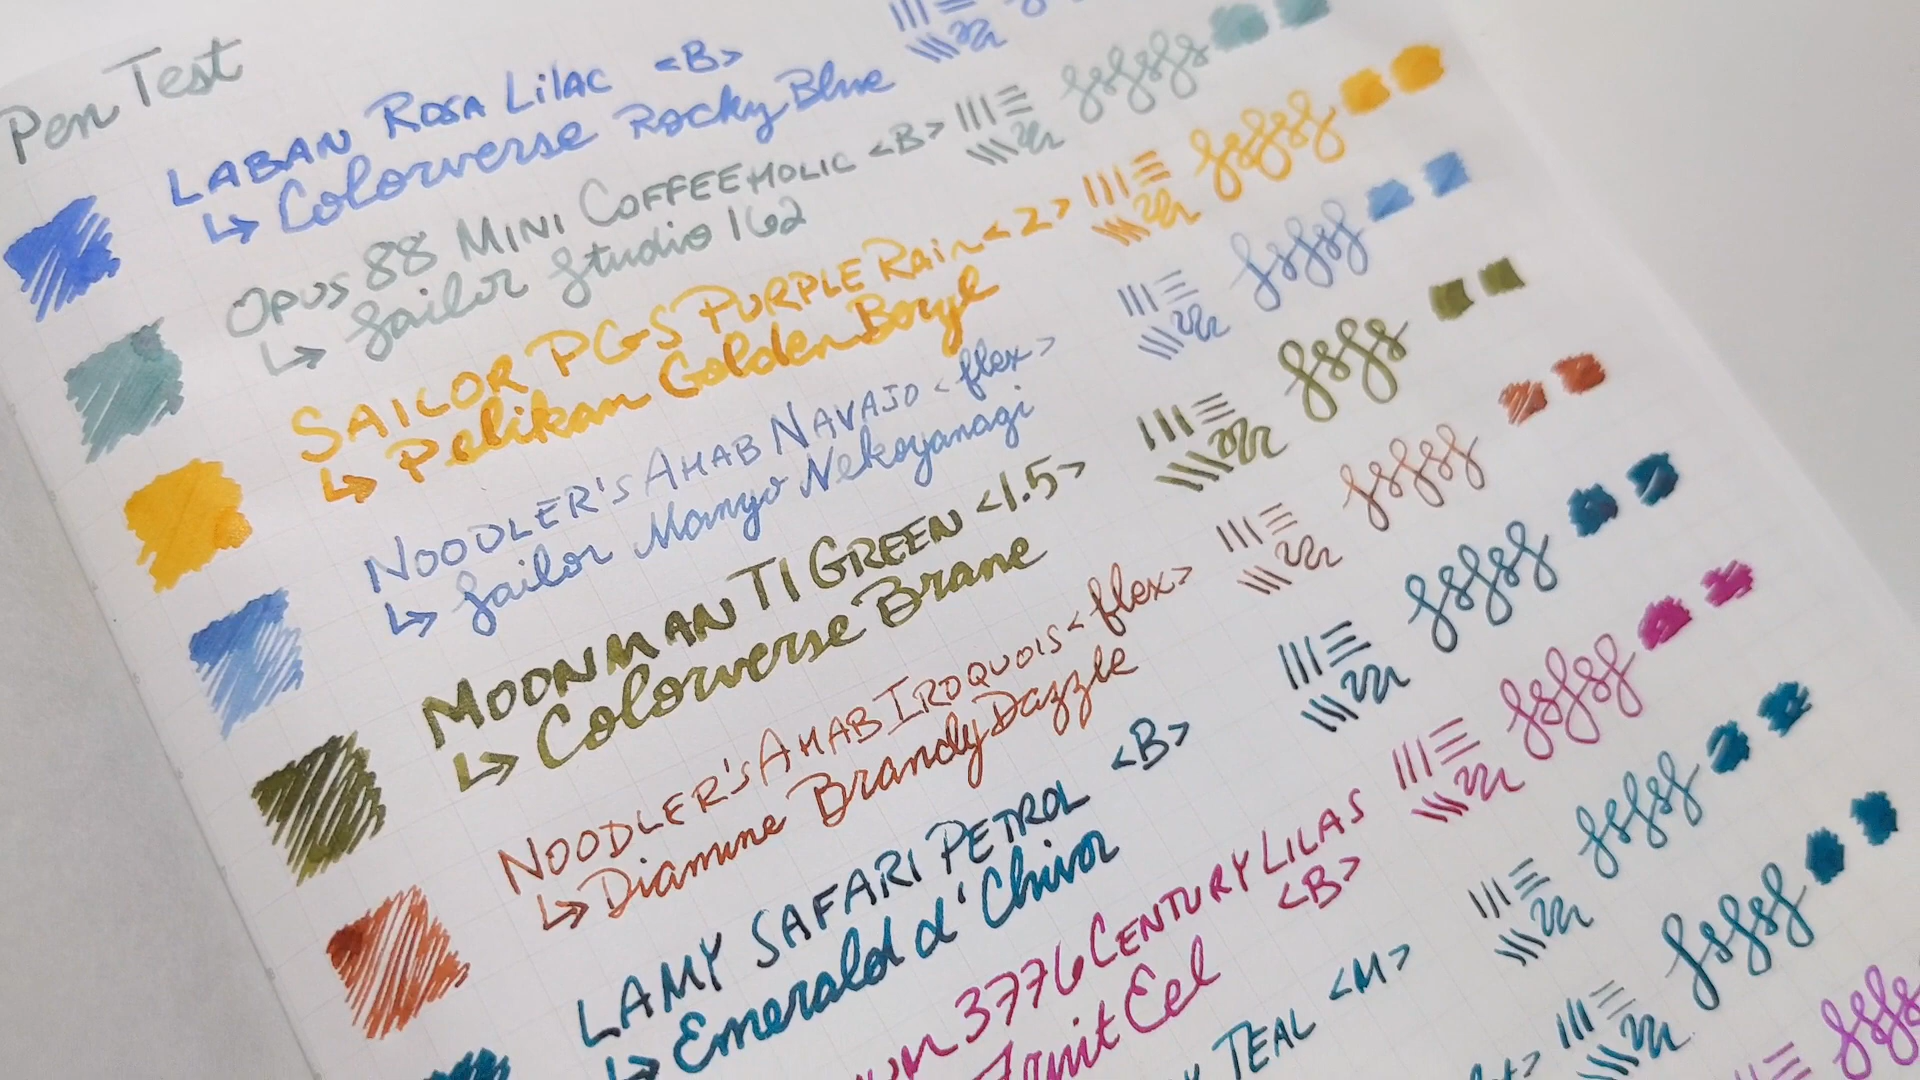 Pen Test
LABAN ROSA LiLAC <B>
↳ Colorverse Rocky Blue
OPUS 88 MINI COFFEEHOLIC <B>
↳ Sailor Studio 162
SAILOR PGS PURPLE RAiN <Z>
↳ Pelikan Golden Beryl
NOODLER'S AHAB NAVAJO <flex>
↳ Sailor Manyo Nekoyanagi
MOONMAN TI GREEN <1.5>
↳ Colorverse Brane
NOODLER'S AHAB IROQUOIS <flex>
↳ Diamine Brandy Dazzle
LAMY SAFARI PETROL <B>
↳ Emerald d'Chivor
3776 CENTURY LILAS
<B>
Fruit Eel
TEAL <M>